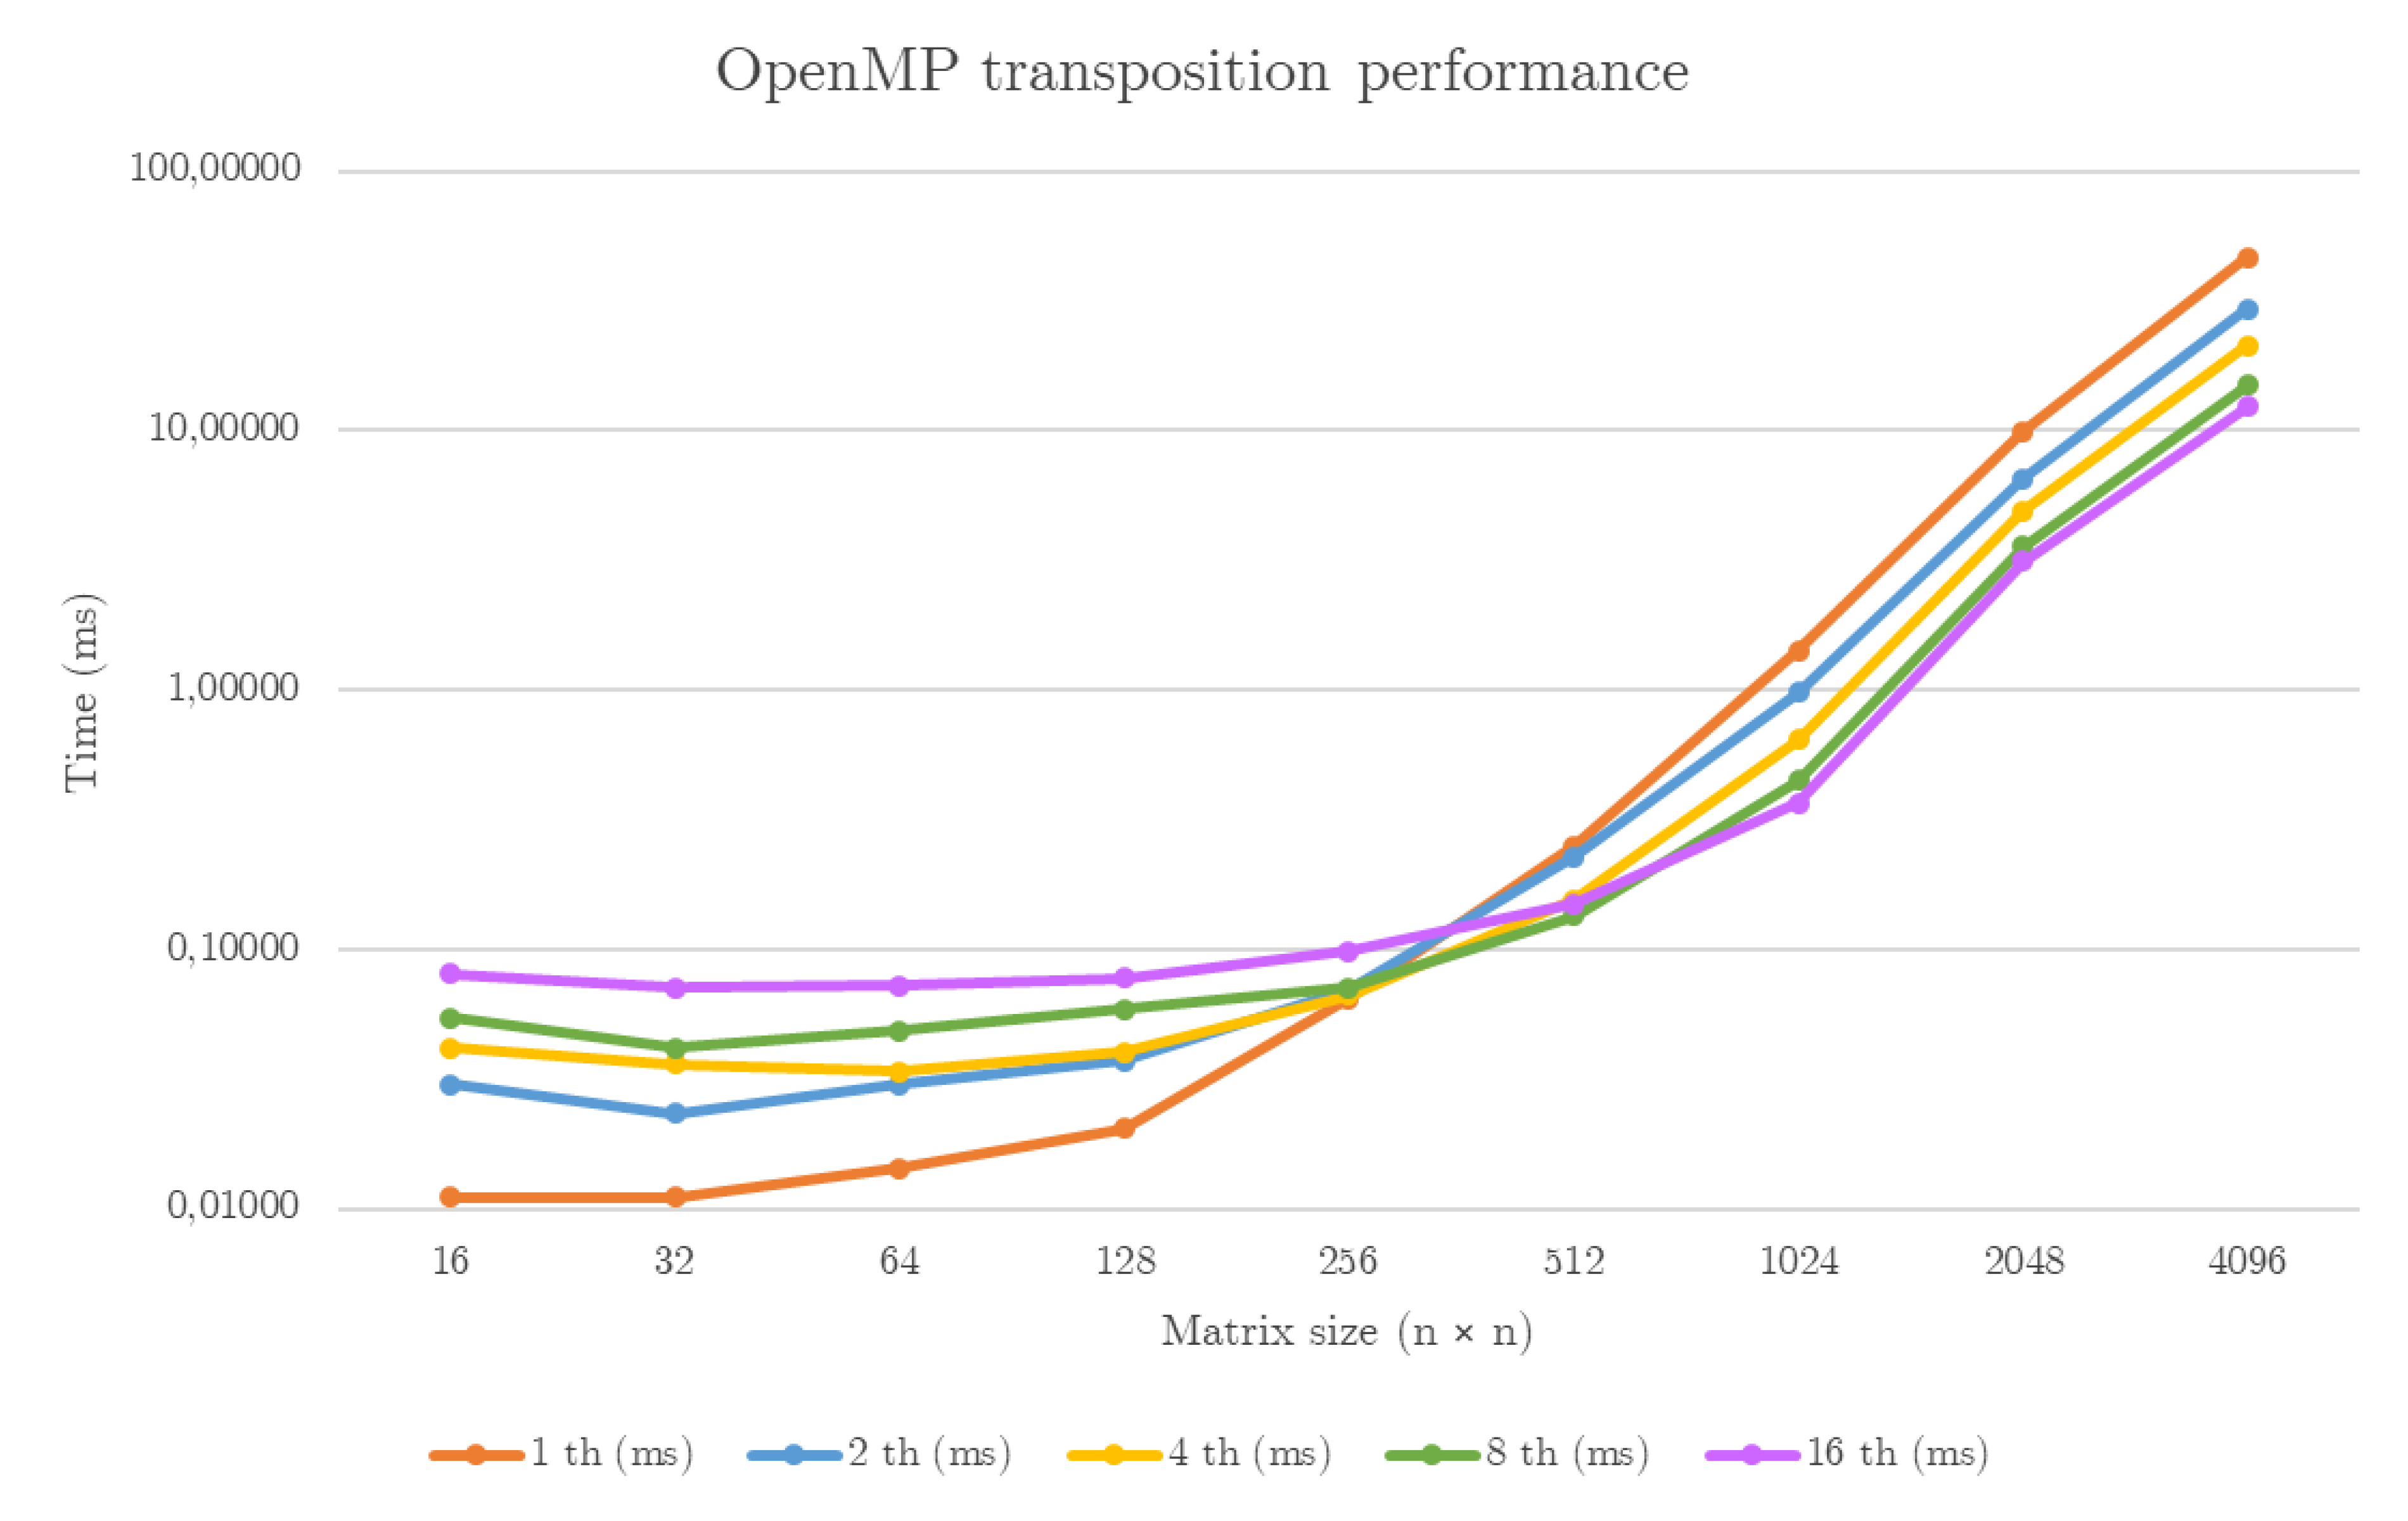 OpenMP transposition performance
100,00000
10,00000
1,00000
0,10000
0,01000
Time (ms)
16 32 64 128 256 512 1024 2048 4096
Matrix size (n × n)
1 th (ms) 2 th (ms) 4 th (ms) 8 th (ms) 16 th (ms)